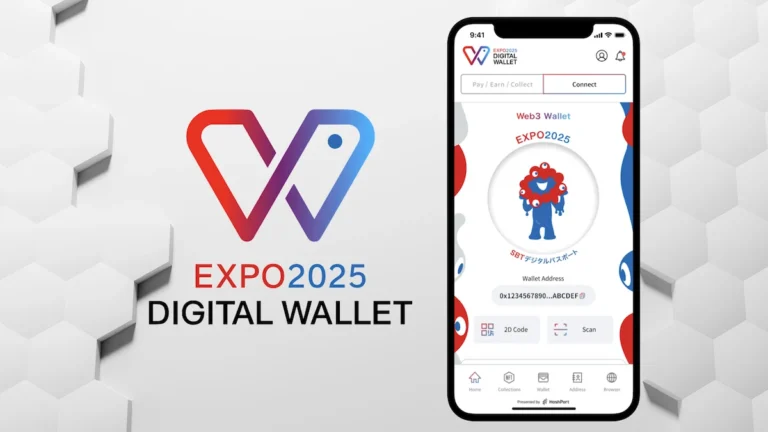 EXPO2025
DIGITAL WALLET
9:41
EXPO2025
DIGITAL
WALLET
Pay / Earn / Collect
Connect
Web3 Wallet
EXPO2025
SBTデジタルパスポート
Wallet Address
0x1234567890...ABCDEF
2D Code
Scan
NFT
Home
Collections
Wallet
Address
Browser
Powered by HashPort